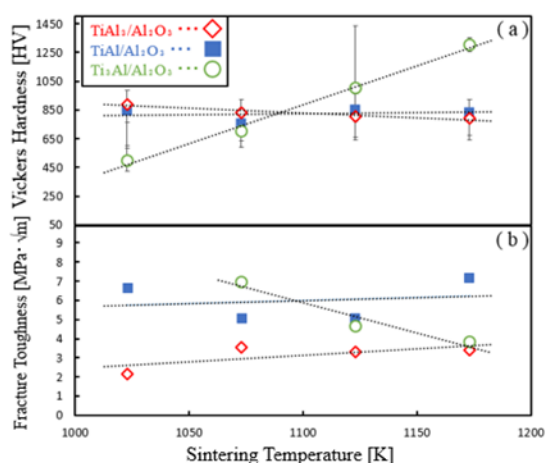 1450
1250
1050
850
650
450
250
50
Vickers Hardness [HV]
TiAl₃/Al₂O₃
TiAl/Al₂O₃
Ti₃Al/Al₂O₃
( a )
9
8
7
6
5
4
3
2
1
0
Fracture Toughness [MPa· √m]
( b )
1000
1050
1100
1150
1200
Sintering Temperature [K]